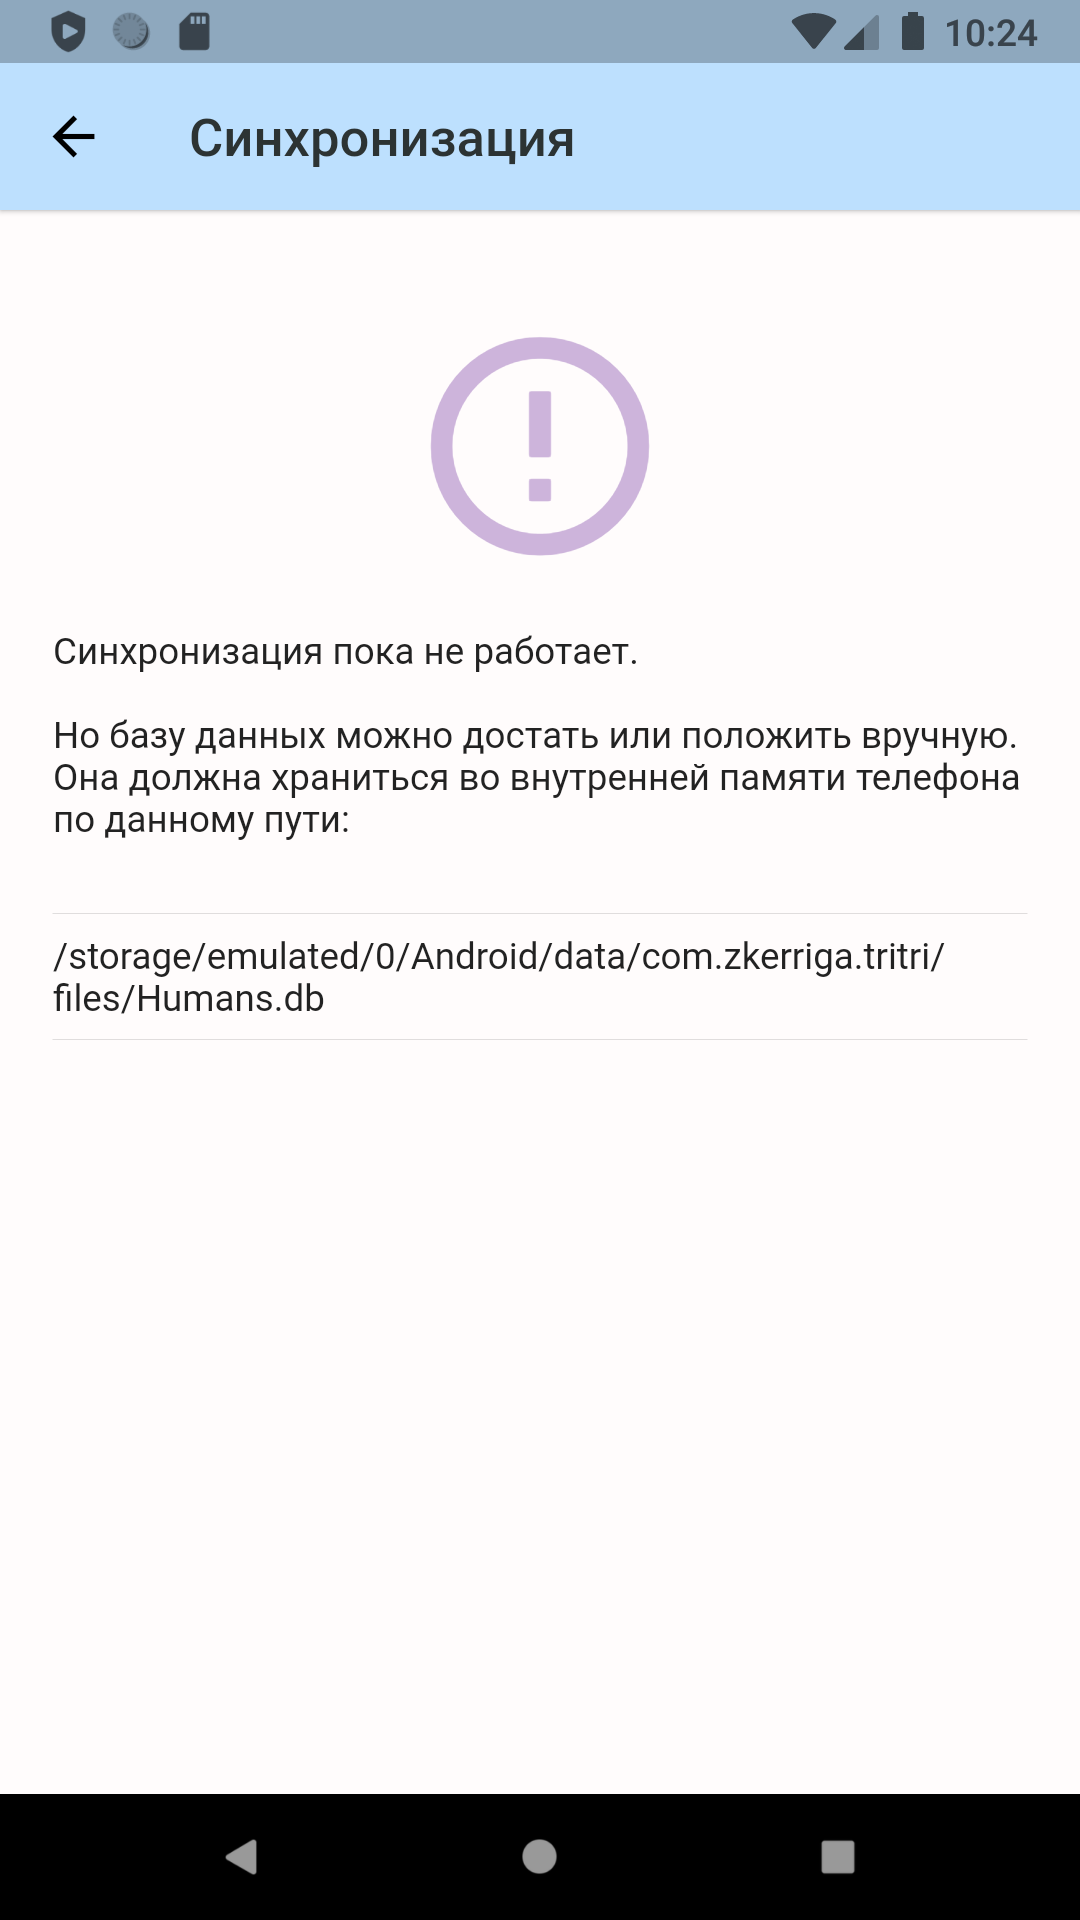 10:24
Синхронизация
Синхронизация пока не работает.
Но базу данных можно достать или положить вручную.
Она должна храниться во внутренней памяти телефона
по данному пути:
/storage/emulated/0/Android/data/com.zkerriga.tritri/
files/Humans.db